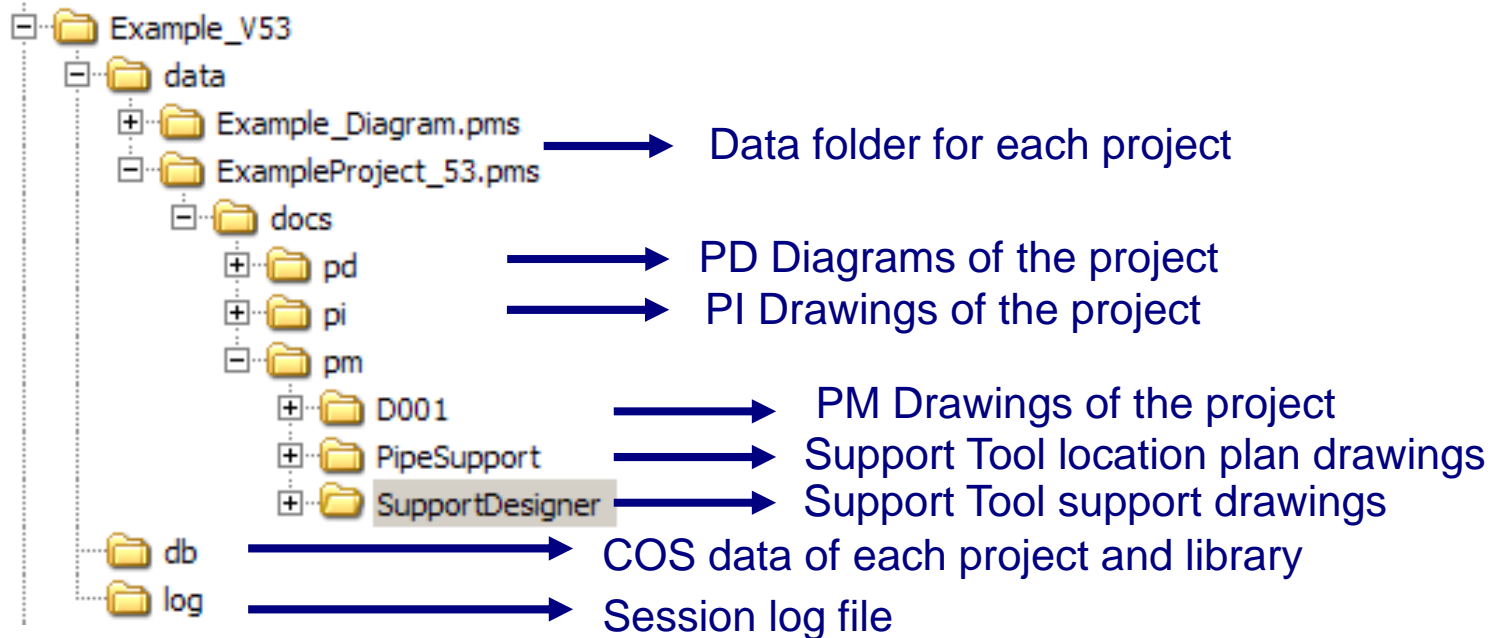 Example_V53
data
Example_Diagram.pms
Data folder for each project
ExampleProject_53.pms
docs
pd PD Diagrams of the project
pi PI Drawings of the project
pm
D001 PM Drawings of the project
PipeSupport Support Tool location plan drawings
SupportDesigner Support Tool support drawings
db COS data of each project and library
log Session log file